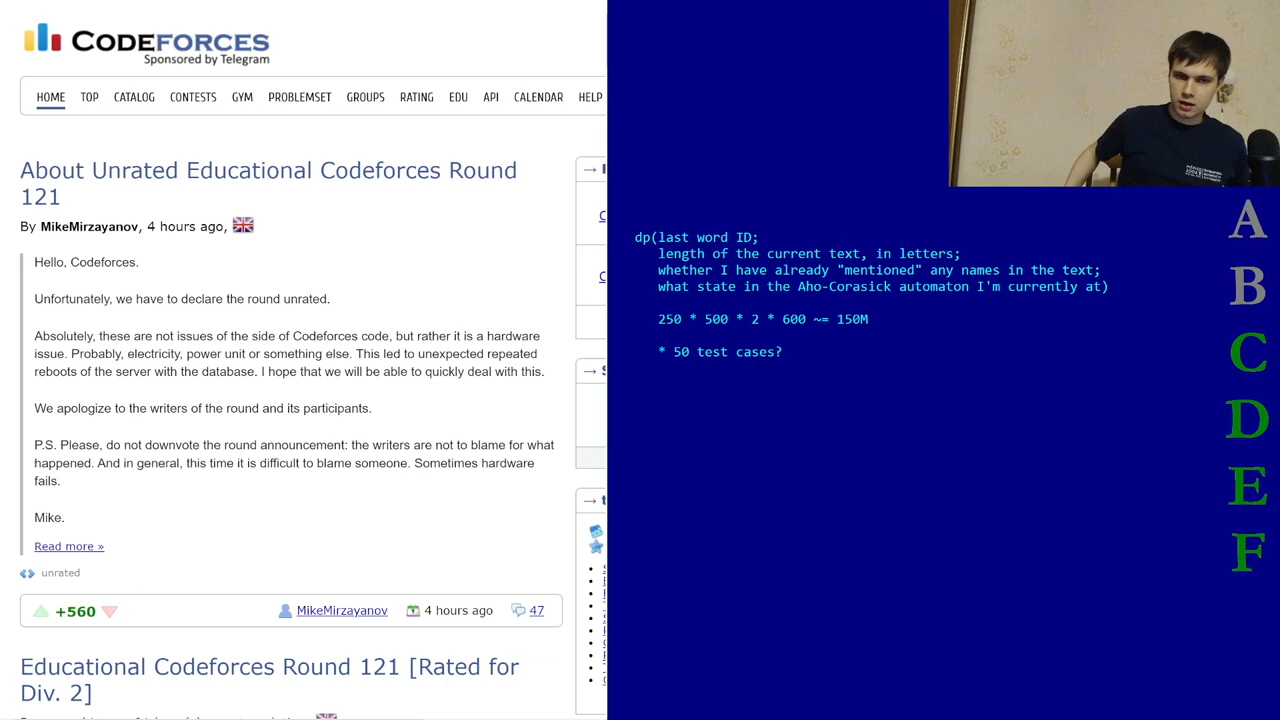 CODEFORCES
Sponsored by Telegram
HOME TOP CATALOG CONTESTS GYM PROBLEMSET GROUPS RATING EDU API CALENDAR HELP
About Unrated Educational Codeforces Round
121
By MikeMirzayanov, 4 hours ago,
Hello, Codeforces.
Unfortunately, we have to declare the round unrated.
Absolutely, these are not issues of the side of Codeforces code, but rather it is a hardware
issue. Probably, electricity, power unit or something else. This led to unexpected repeated
reboots of the server with the database. I hope that we will be able to quickly deal with this.
We apologize to the writers of the round and its participants.
P.S. Please, do not downvote the round announcement: the writers are not to blame for what
happened. And in general, this time it is difficult to blame someone. Sometimes hardware
fails.
Mike.
Read more »
unrated
+560 MikeMirzayanov 4 hours ago 47
Educational Codeforces Round 121 [Rated for
Div. 2]
dp(last word ID;
length of the current text, in letters;
whether I have already "mentioned" any names in the text;
what state in the Aho-Corasick automaton I'm currently at)
250 * 500 * 2 * 600 ~= 150M
* 50 test cases?
A
B
C
D
E
F